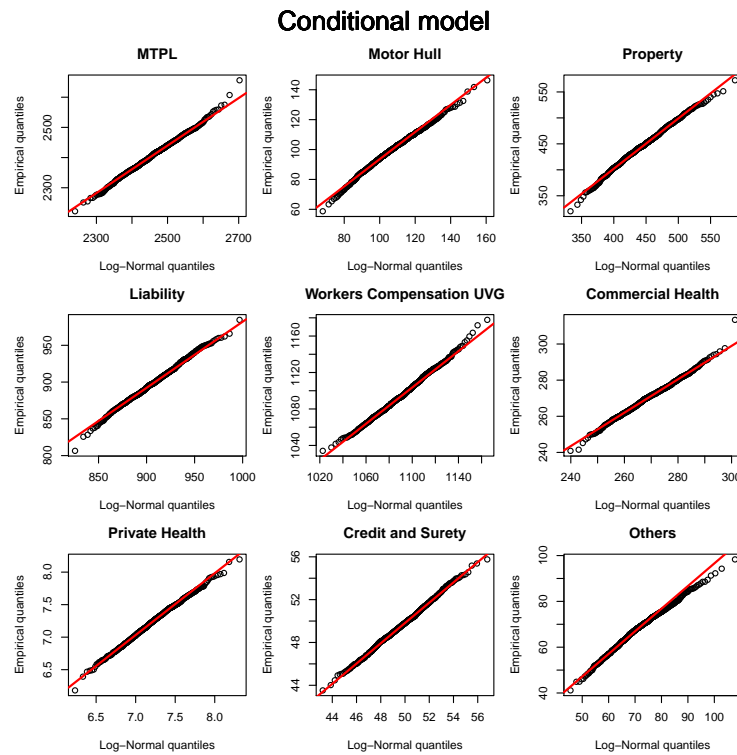 Conditional model
MTPL
Motor Hull
Property
Empirical quantiles
2300
2500
Empirical quantiles
60
80
100
120
140
Empirical quantiles
350
450
550
2300
2500
2700
80
100
120
140
160
350
400
450
500
550
Log−Normal quantiles
Log−Normal quantiles
Log−Normal quantiles
Liability
Workers Compensation UVG
Commercial Health
Empirical quantiles
800
850
900
950
Empirical quantiles
1040
1080
1120
1160
Empirical quantiles
240
260
280
300
850
900
950
1000
1020
1060
1100
1140
240
260
280
300
Log−Normal quantiles
Log−Normal quantiles
Log−Normal quantiles
Private Health
Credit and Surety
Others
Empirical quantiles
6.5
7.0
7.5
8.0
Empirical quantiles
44
48
52
56
Empirical quantiles
40
60
80
100
6.5
7.0
7.5
8.0
44
46
48
50
52
54
56
50
60
70
80
90
100
Log−Normal quantiles
Log−Normal quantiles
Log−Normal quantiles